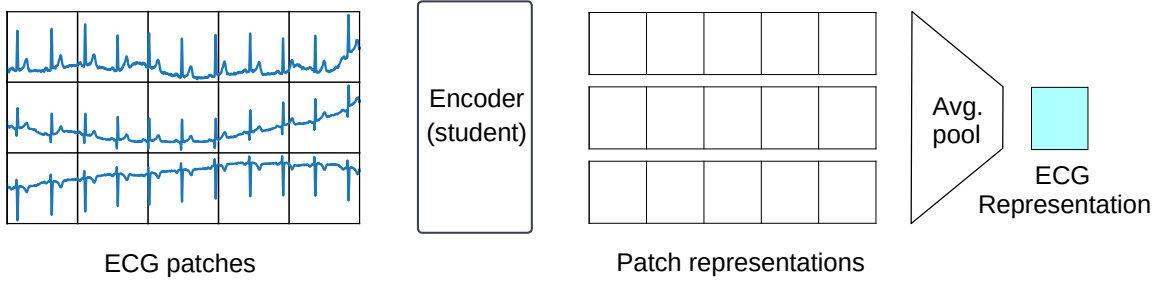 Encoder
(student)
Avg.
pool
ECG
Representation
ECG patches
Patch representations